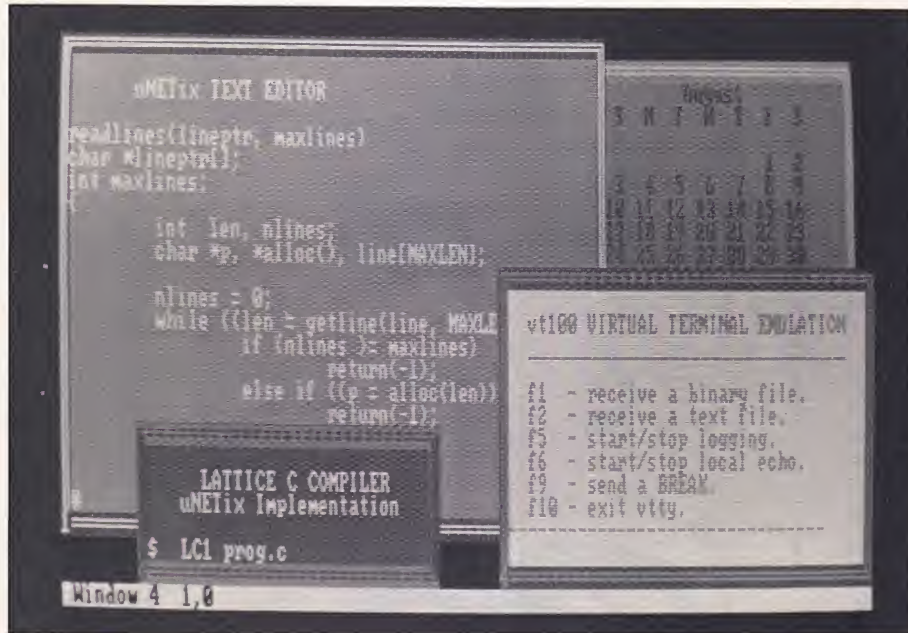 uNETix TEXT EDITOR
readlines(lineptr, maxlines)
char *lineptr[];
int maxlines;
{
int len, nlines;
char *p, *alloc(), line[MAXLEN];
nlines = 0;
while ((len = getline(line, MAXLE
if (nlines >= maxlines)
return(-1);
else if ((p = alloc(len))
return(-1);
S M T W T F S
1 2
3 4 5 6 7 8 9
10 11 12 13 14 15 16
17 18 19 20 21 22 23
24 25 26 27 28 29 30
vt100 VIRTUAL TERMINAL EMULATION
f1 - receive a binary file.
f2 - receive a text file.
f5 - start/stop logging.
f6 - start/stop local echo.
f9 - send a BREAK.
f10 - exit vtty.
LATTICE C COMPILER
uNETix Implementation
$ LC1 prog.c
Window 4 1,0